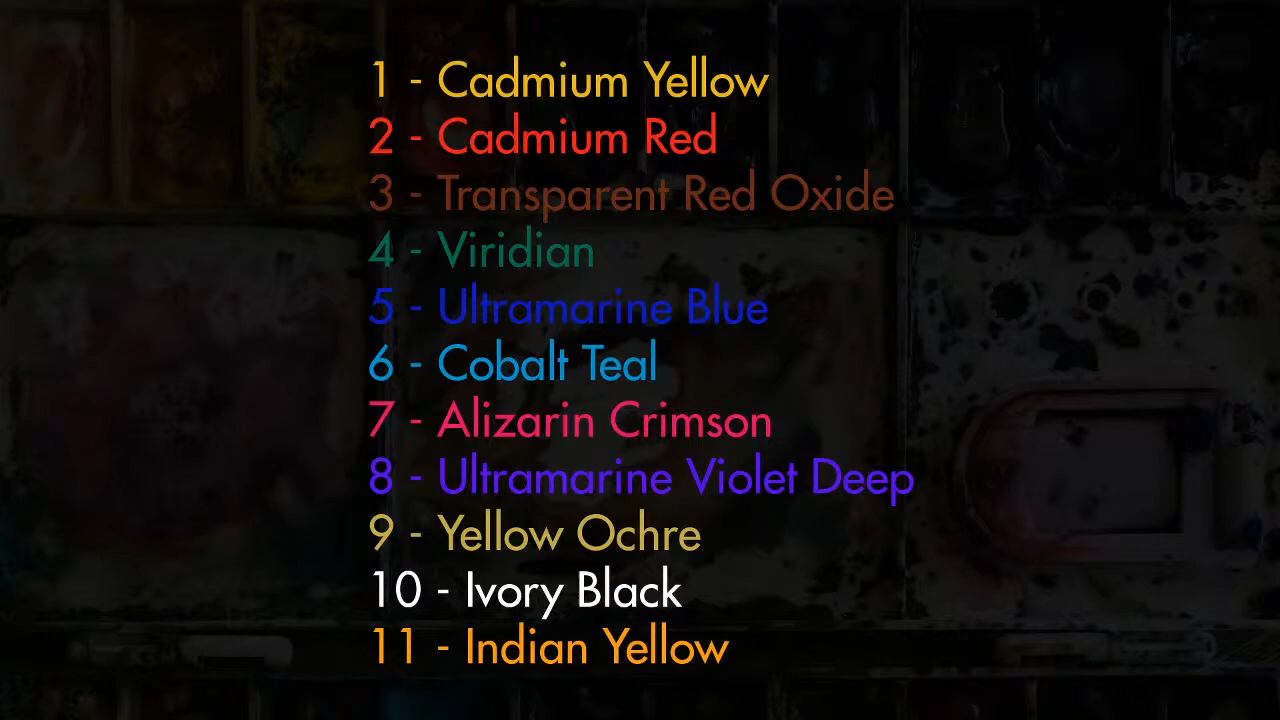 1 - Cadmium Yellow
2 - Cadmium Red
3 - Transparent Red Oxide
4 - Viridian
5 - Ultramarine Blue
6 - Cobalt Teal
7 - Alizarin Crimson
8 - Ultramarine Violet Deep
9 - Yellow Ochre
10 - Ivory Black
11 - Indian Yellow